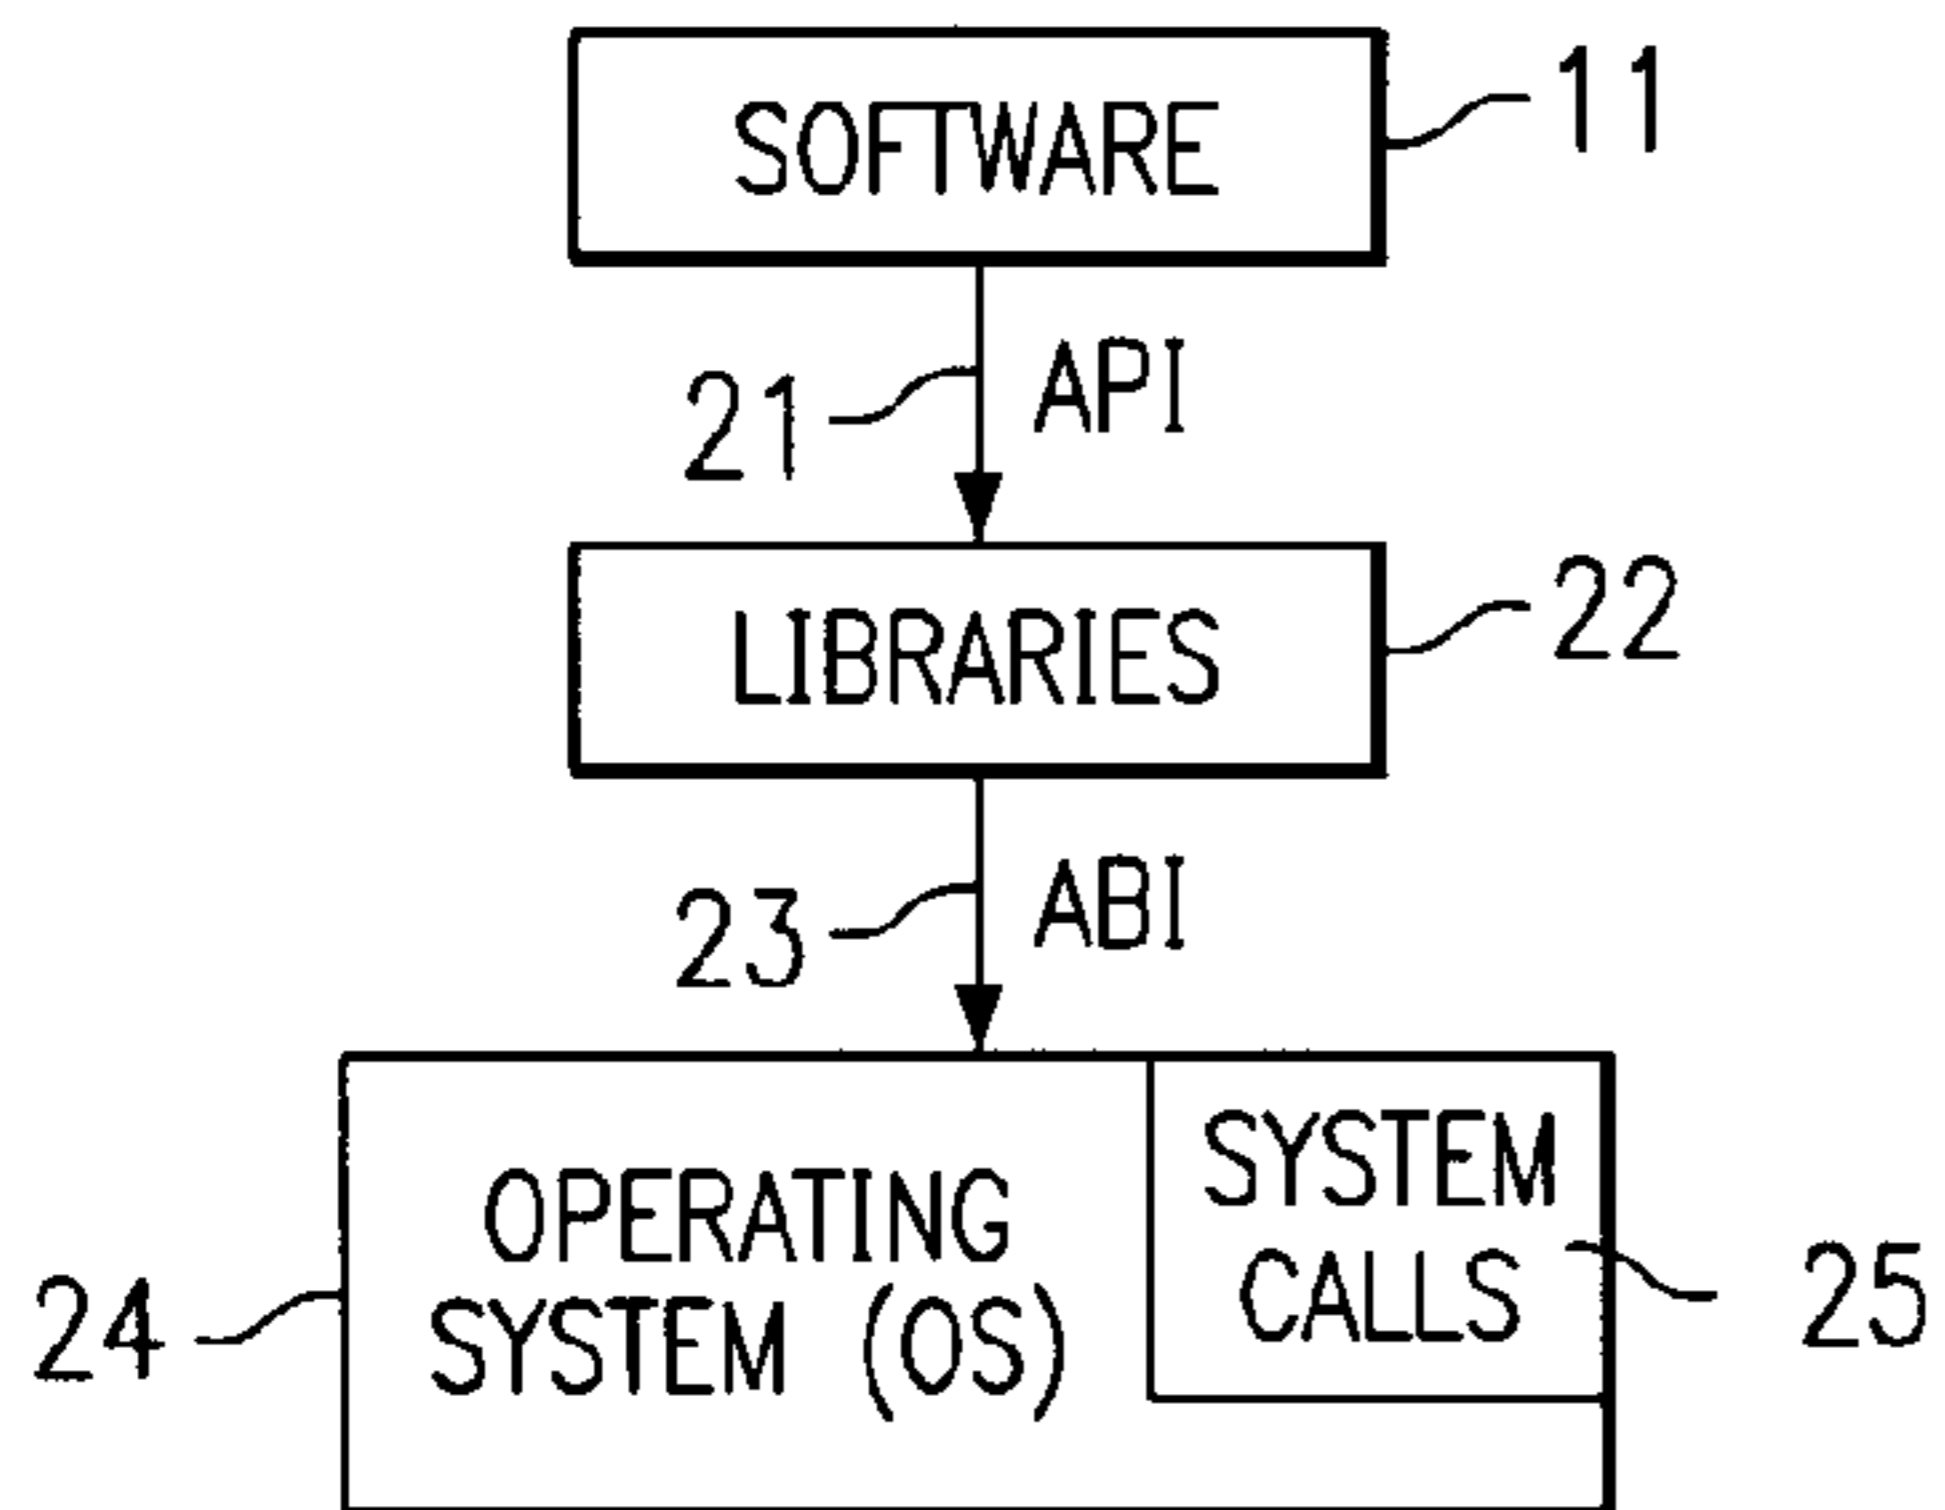 SOFTWARE
11
21
API
LIBRARIES
22
23
ABI
OPERATING
SYSTEM (OS)
SYSTEM
CALLS
24
25